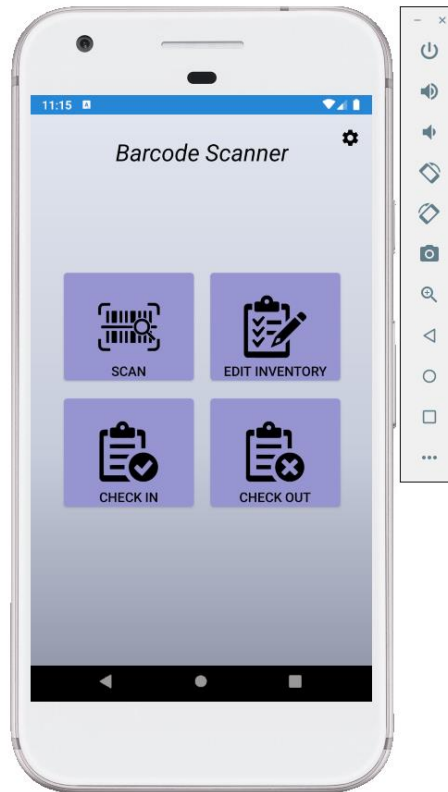 11:15
Barcode Scanner
SCAN
EDIT INVENTORY
CHECK IN
CHECK OUT